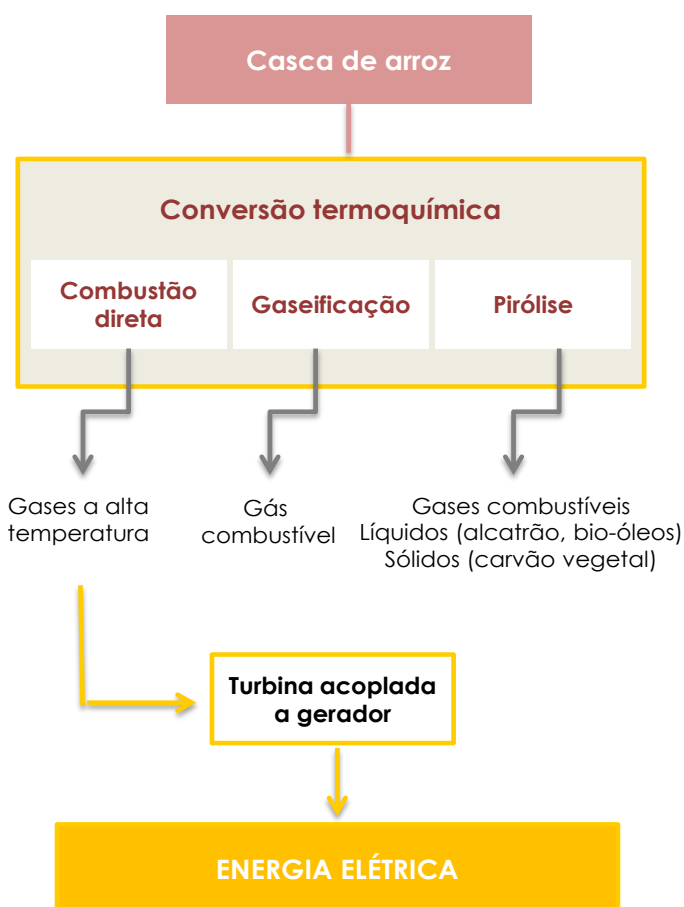 Casca de arroz
Conversão termoquímica
Combustão
direta
Gaseificação
Pirólise
Gases a alta
temperatura
Gás
combustível
Gases combustíveis
Líquidos (alcatrão, bio-óleos)
Sólidos (carvão vegetal)
Turbina acoplada
a gerador
ENERGIA ELÉTRICA